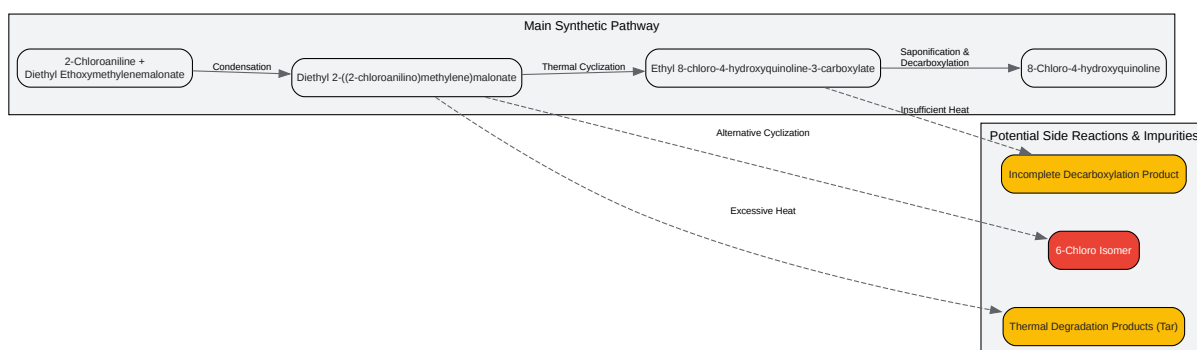 Main Synthetic Pathway
2-Chloroaniline +
Diethyl Ethoxymethylenemalonate
Condensation
Diethyl 2-((2-chloroanilino)methylene)malonate
Thermal Cyclization
Ethyl 8-chloro-4-hydroxyquinoline-3-carboxylate
Saponification &
Decarboxylation
8-Chloro-4-hydroxyquinoline
Insufficient Heat
Alternative Cyclization
Excessive Heat
Potential Side Reactions & Impurities
Incomplete Decarboxylation Product
6-Chloro Isomer
Thermal Degradation Products (Tar)